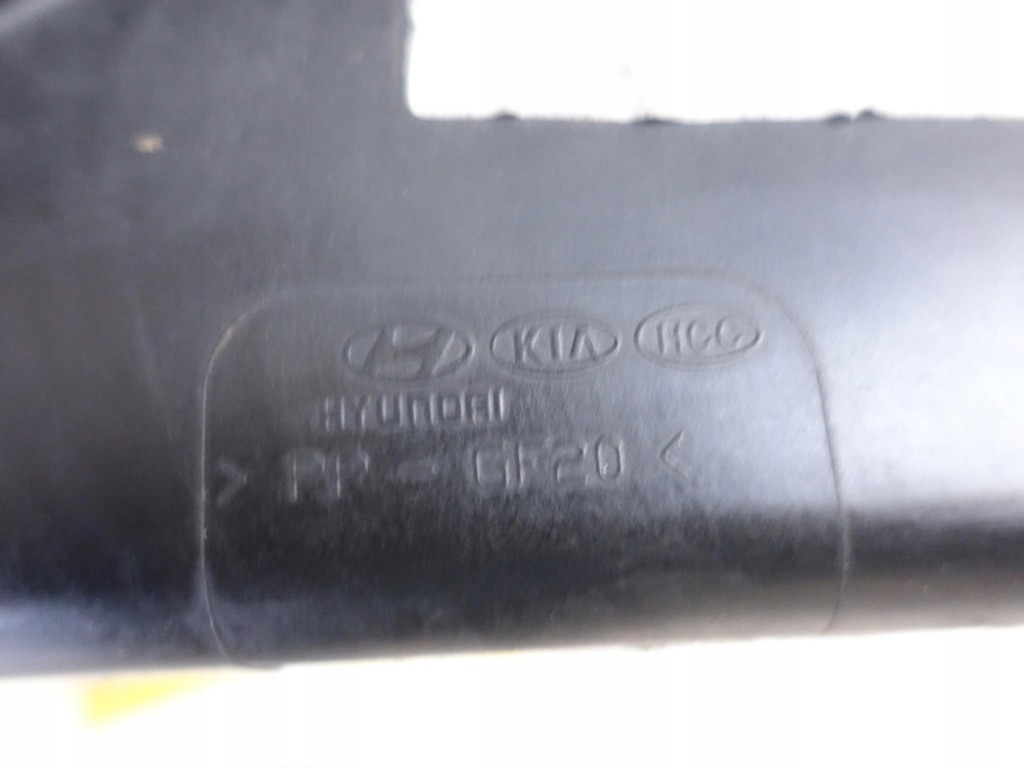 KIA HCC
HYUNDAI
> PP - GF20 <